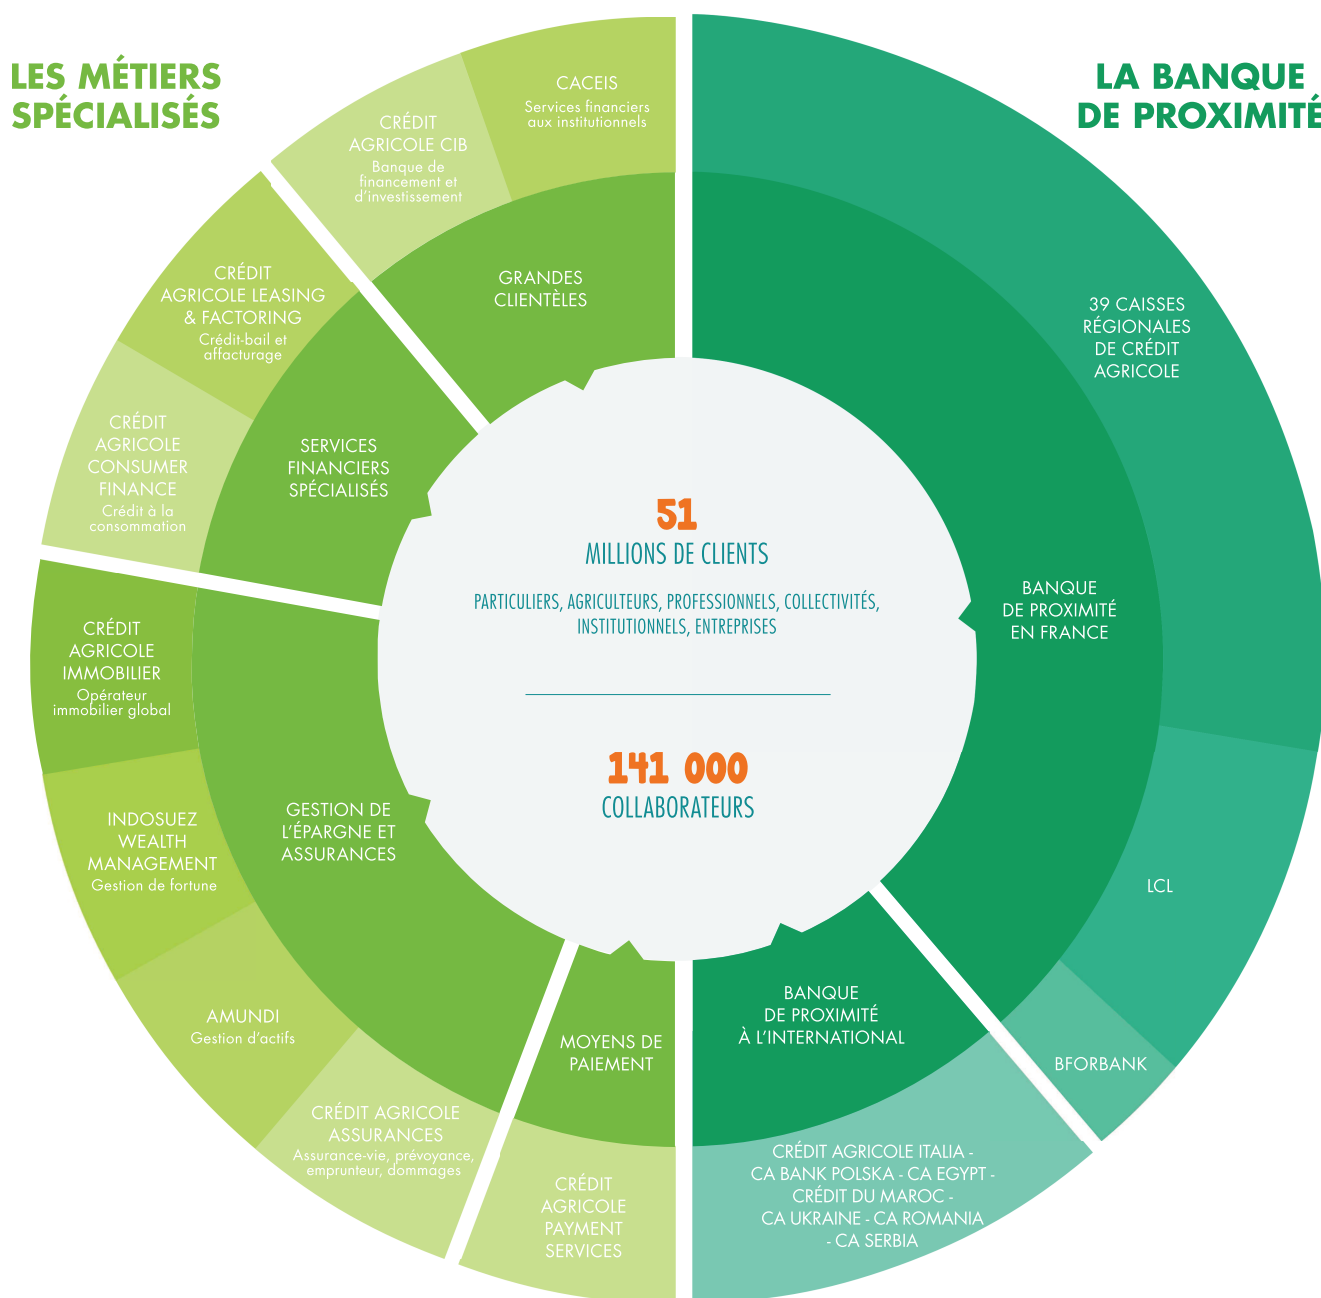 LES MÉTIERS
SPÉCIALISÉS
LA BANQUE
DE PROXIMITÉ
CACEIS
Services financiers
aux institutionnels
CRÉDIT
AGRICOLE CIB
Banque de
financement et
d'investissement
GRANDES
CLIENTÈLES
CRÉDIT
AGRICOLE LEASING
& FACTORING
Crédit-bail et
affacturage
CRÉDIT
AGRICOLE
CONSUMER
FINANCE
Crédit à la
consommation
SERVICES
FINANCIERS
SPÉCIALISÉS
39 CAISSES
RÉGIONALES
DE CRÉDIT
AGRICOLE
BANQUE
DE PROXIMITÉ
EN FRANCE
51
MILLIONS DE CLIENTS
PARTICULIERS, AGRICULTEURS, PROFESSIONNELS, COLLECTIVITÉS,
INSTITUTIONNELS, ENTREPRISES
141 000
COLLABORATEURS
CRÉDIT
AGRICOLE
IMMOBILIER
Opérateur
immobilier global
INDOSUEZ
WEALTH
MANAGEMENT
Gestion de fortune
GESTION DE
L'ÉPARGNE ET
ASSURANCES
AMUNDI
Gestion d'actifs
CRÉDIT AGRICOLE
ASSURANCES
Assurance-vie, prévoyance,
emprunteur, dommages
MOYENS DE
PAIEMENT
CRÉDIT
AGRICOLE
PAYMENT
SERVICES
BANQUE
DE PROXIMITÉ
À L'INTERNATIONAL
CRÉDIT AGRICOLE ITALIA -
CA BANK POLSKA - CA EGYPT -
CRÉDIT DU MAROC -
CA UKRAINE - CA ROMANIA
- CA SERBIA
LCL
BFORBANK